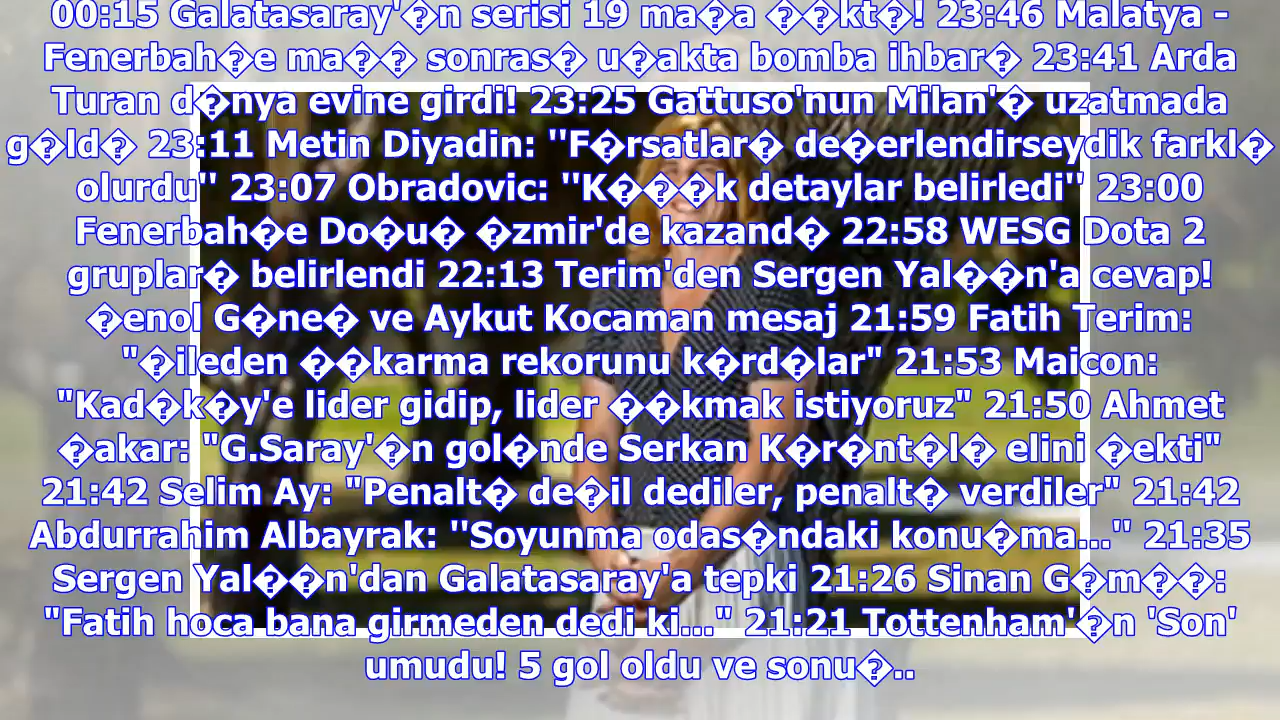 00:15 Galatasaray'�n serisi 19 ma�a ��kt�! 23:46 Malatya -
Fenerbah�e ma�� sonras� u�akta bomba ihbar� 23:41 Arda
Turan d�nya evine girdi! 23:25 Gattuso'nun Milan'� uzatmada
g�ld� 23:11 Metin Diyadin: ''F�rsatlar� de�erlendirseydik farkl�
olurdu'' 23:07 Obradovic: ''K���k detaylar belirledi'' 23:00
Fenerbah�e Do�u� �zmir'de kazand� 22:58 WESG Dota 2
gruplar� belirlendi 22:13 Terim'den Sergen Yal��n'a cevap!
�enol G�ne� ve Aykut Kocaman mesaj 21:59 Fatih Terim:
"�ileden ��karma rekorunu k�rd�lar" 21:53 Maicon:
"Kad�k�y'e lider gidip, lider ��kmak istiyoruz" 21:50 Ahmet
�akar: "G.Saray'�n gol�nde Serkan K�r�nt�l� elini �ekti"
21:42 Selim Ay: "Penalt� de�il dediler, penalt� verdiler" 21:42
Abdurrahim Albayrak: ''Soyunma odas�ndaki konu�ma...'' 21:35
Sergen Yal��n'dan Galatasaray'a tepki 21:26 Sinan G�m��:
"Fatih hoca bana girmeden dedi ki..." 21:21 Tottenham'�n 'Son'
umudu! 5 gol oldu ve sonu�..